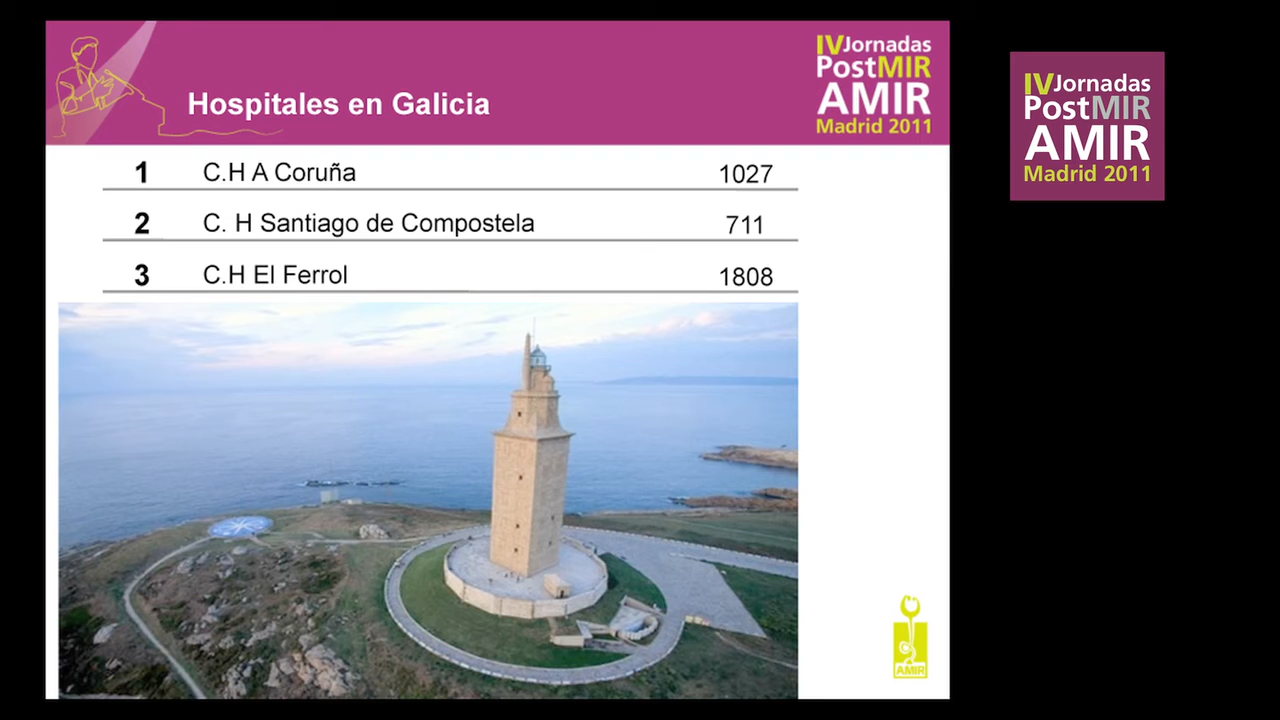 Hospitales en Galicia
IVJornadas
PostMIR
AMIR
Madrid 2011
1 C.H A Coruña 1027
2 C. H Santiago de Compostela 711
3 C.H El Ferrol 1808
AMIR
IVJornadas
PostMIR
AMIR
Madrid 2011